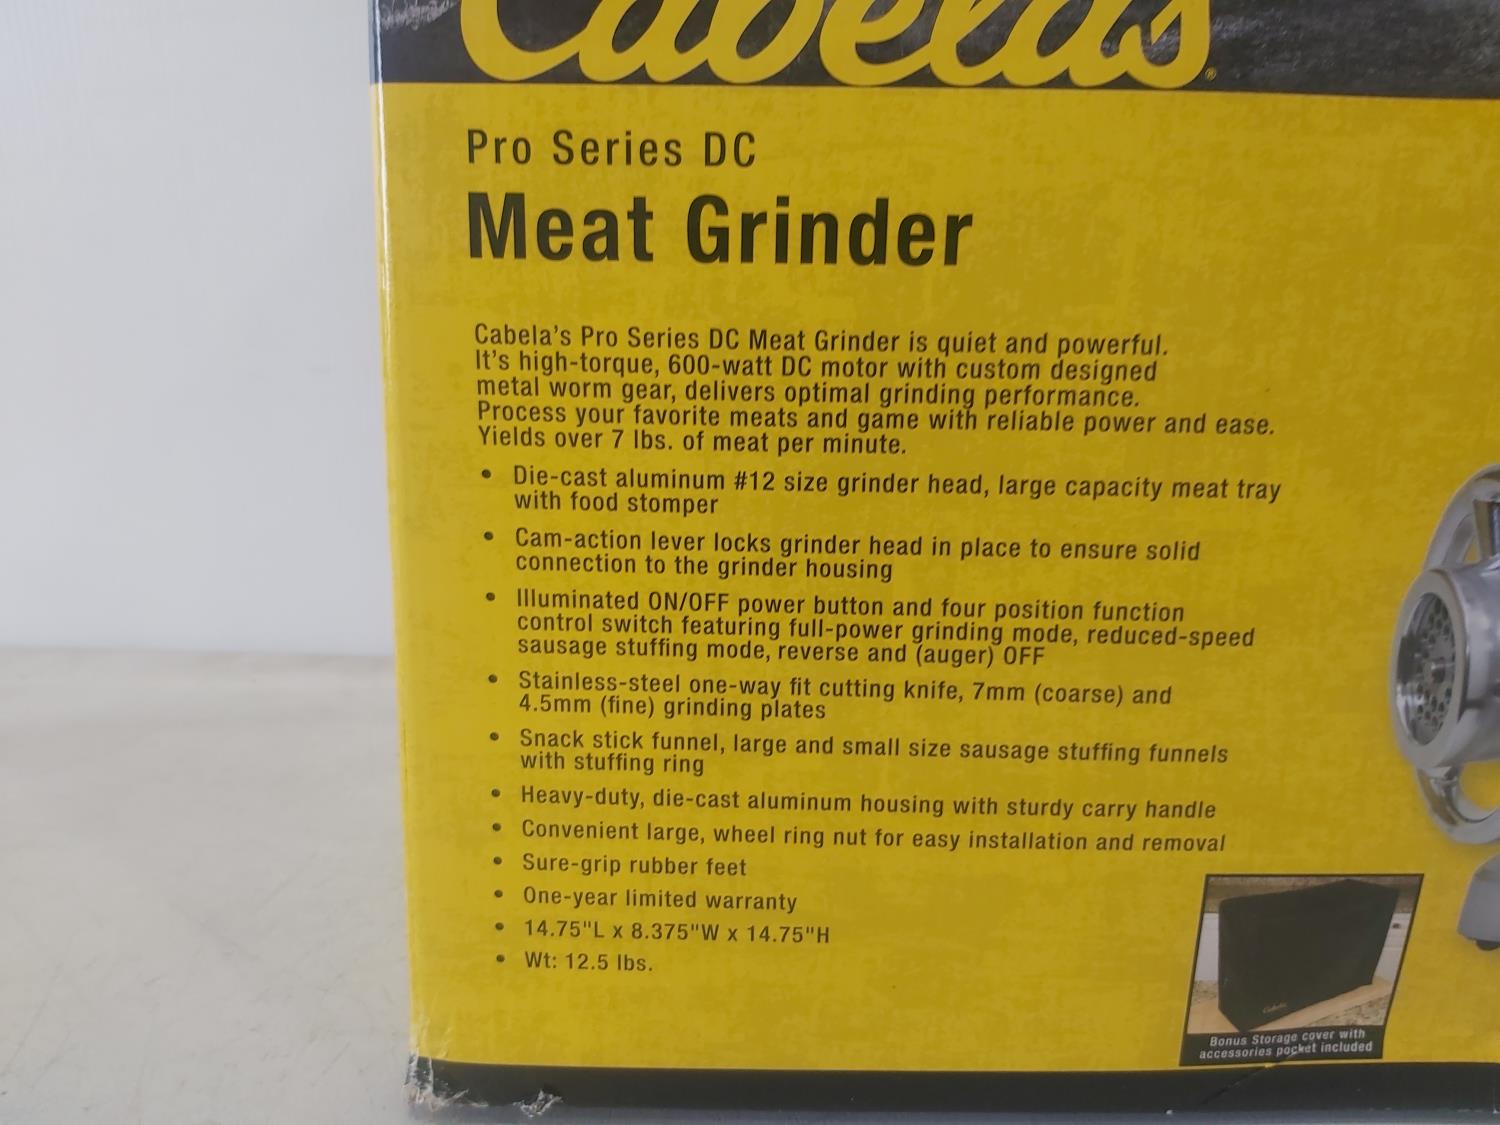 Cabela's®
Pro Series DC
Meat Grinder
Cabela's Pro Series DC Meat Grinder is quiet and powerful.
It's high-torque, 600-watt DC motor with custom designed
metal worm gear, delivers optimal grinding performance.
Process your favorite meats and game with reliable power and ease.
Yields over 7 lbs. of meat per minute.
• Die-cast aluminum #12 size grinder head, large capacity meat tray
with food stomper
• Cam-action lever locks grinder head in place to ensure solid
connection to the grinder housing
• Illuminated ON/OFF power button and four position function
control switch featuring full-power grinding mode, reduced-speed
sausage stuffing mode, reverse and (auger) OFF
• Stainless-steel one-way fit cutting knife, 7mm (coarse) and
4.5mm (fine) grinding plates
• Snack stick funnel, large and small size sausage stuffing funnels
with stuffing ring
• Heavy-duty, die-cast aluminum housing with sturdy carry handle
• Convenient large, wheel ring nut for easy installation and removal
• Sure-grip rubber feet
• One-year limited warranty
• 14.75"L x 8.375"W x 14.75"H
• Wt: 12.5 lbs.
Cabela's
Bonus Storage cover with
accessories pocket included